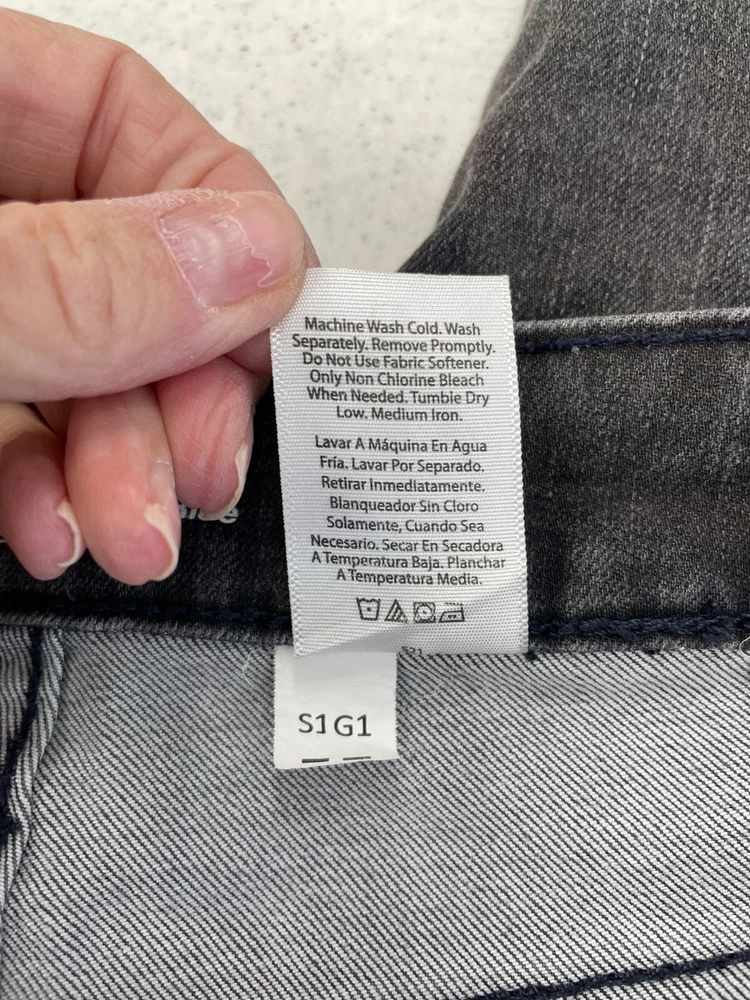 Machine Wash Cold. Wash
Separately. Remove Promptly.
Do Not Use Fabric Softener.
Only Non Chlorine Bleach
When Needed. Tumble Dry
Low. Medium Iron.
Lavar A Máquina En Agua
Fría. Lavar Por Separado.
Retirar Inmediatamente.
Blanqueador Sin Cloro
Solamente, Cuando Sea
Necesario. Secar En Secadora
A Temperatura Baja. Planchar
A Temperatura Media.
S1G1